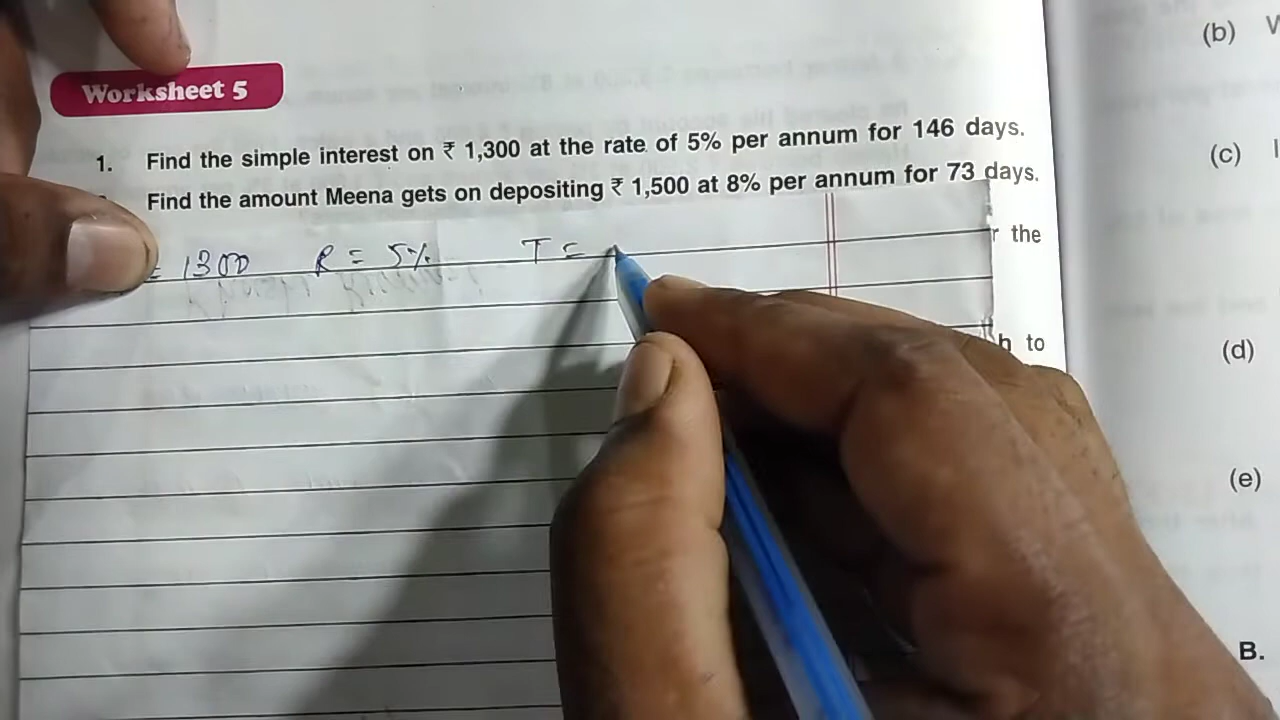 Worksheet 5
1. Find the simple interest on ₹ 1,300 at the rate of 5% per annum for 146 days.
Find the amount Meena gets on depositing ₹ 1,500 at 8% per annum for 73 days.
r the
= 1300 R = 5% T =
h to
(b)
(c)
(d)
(e)
B.